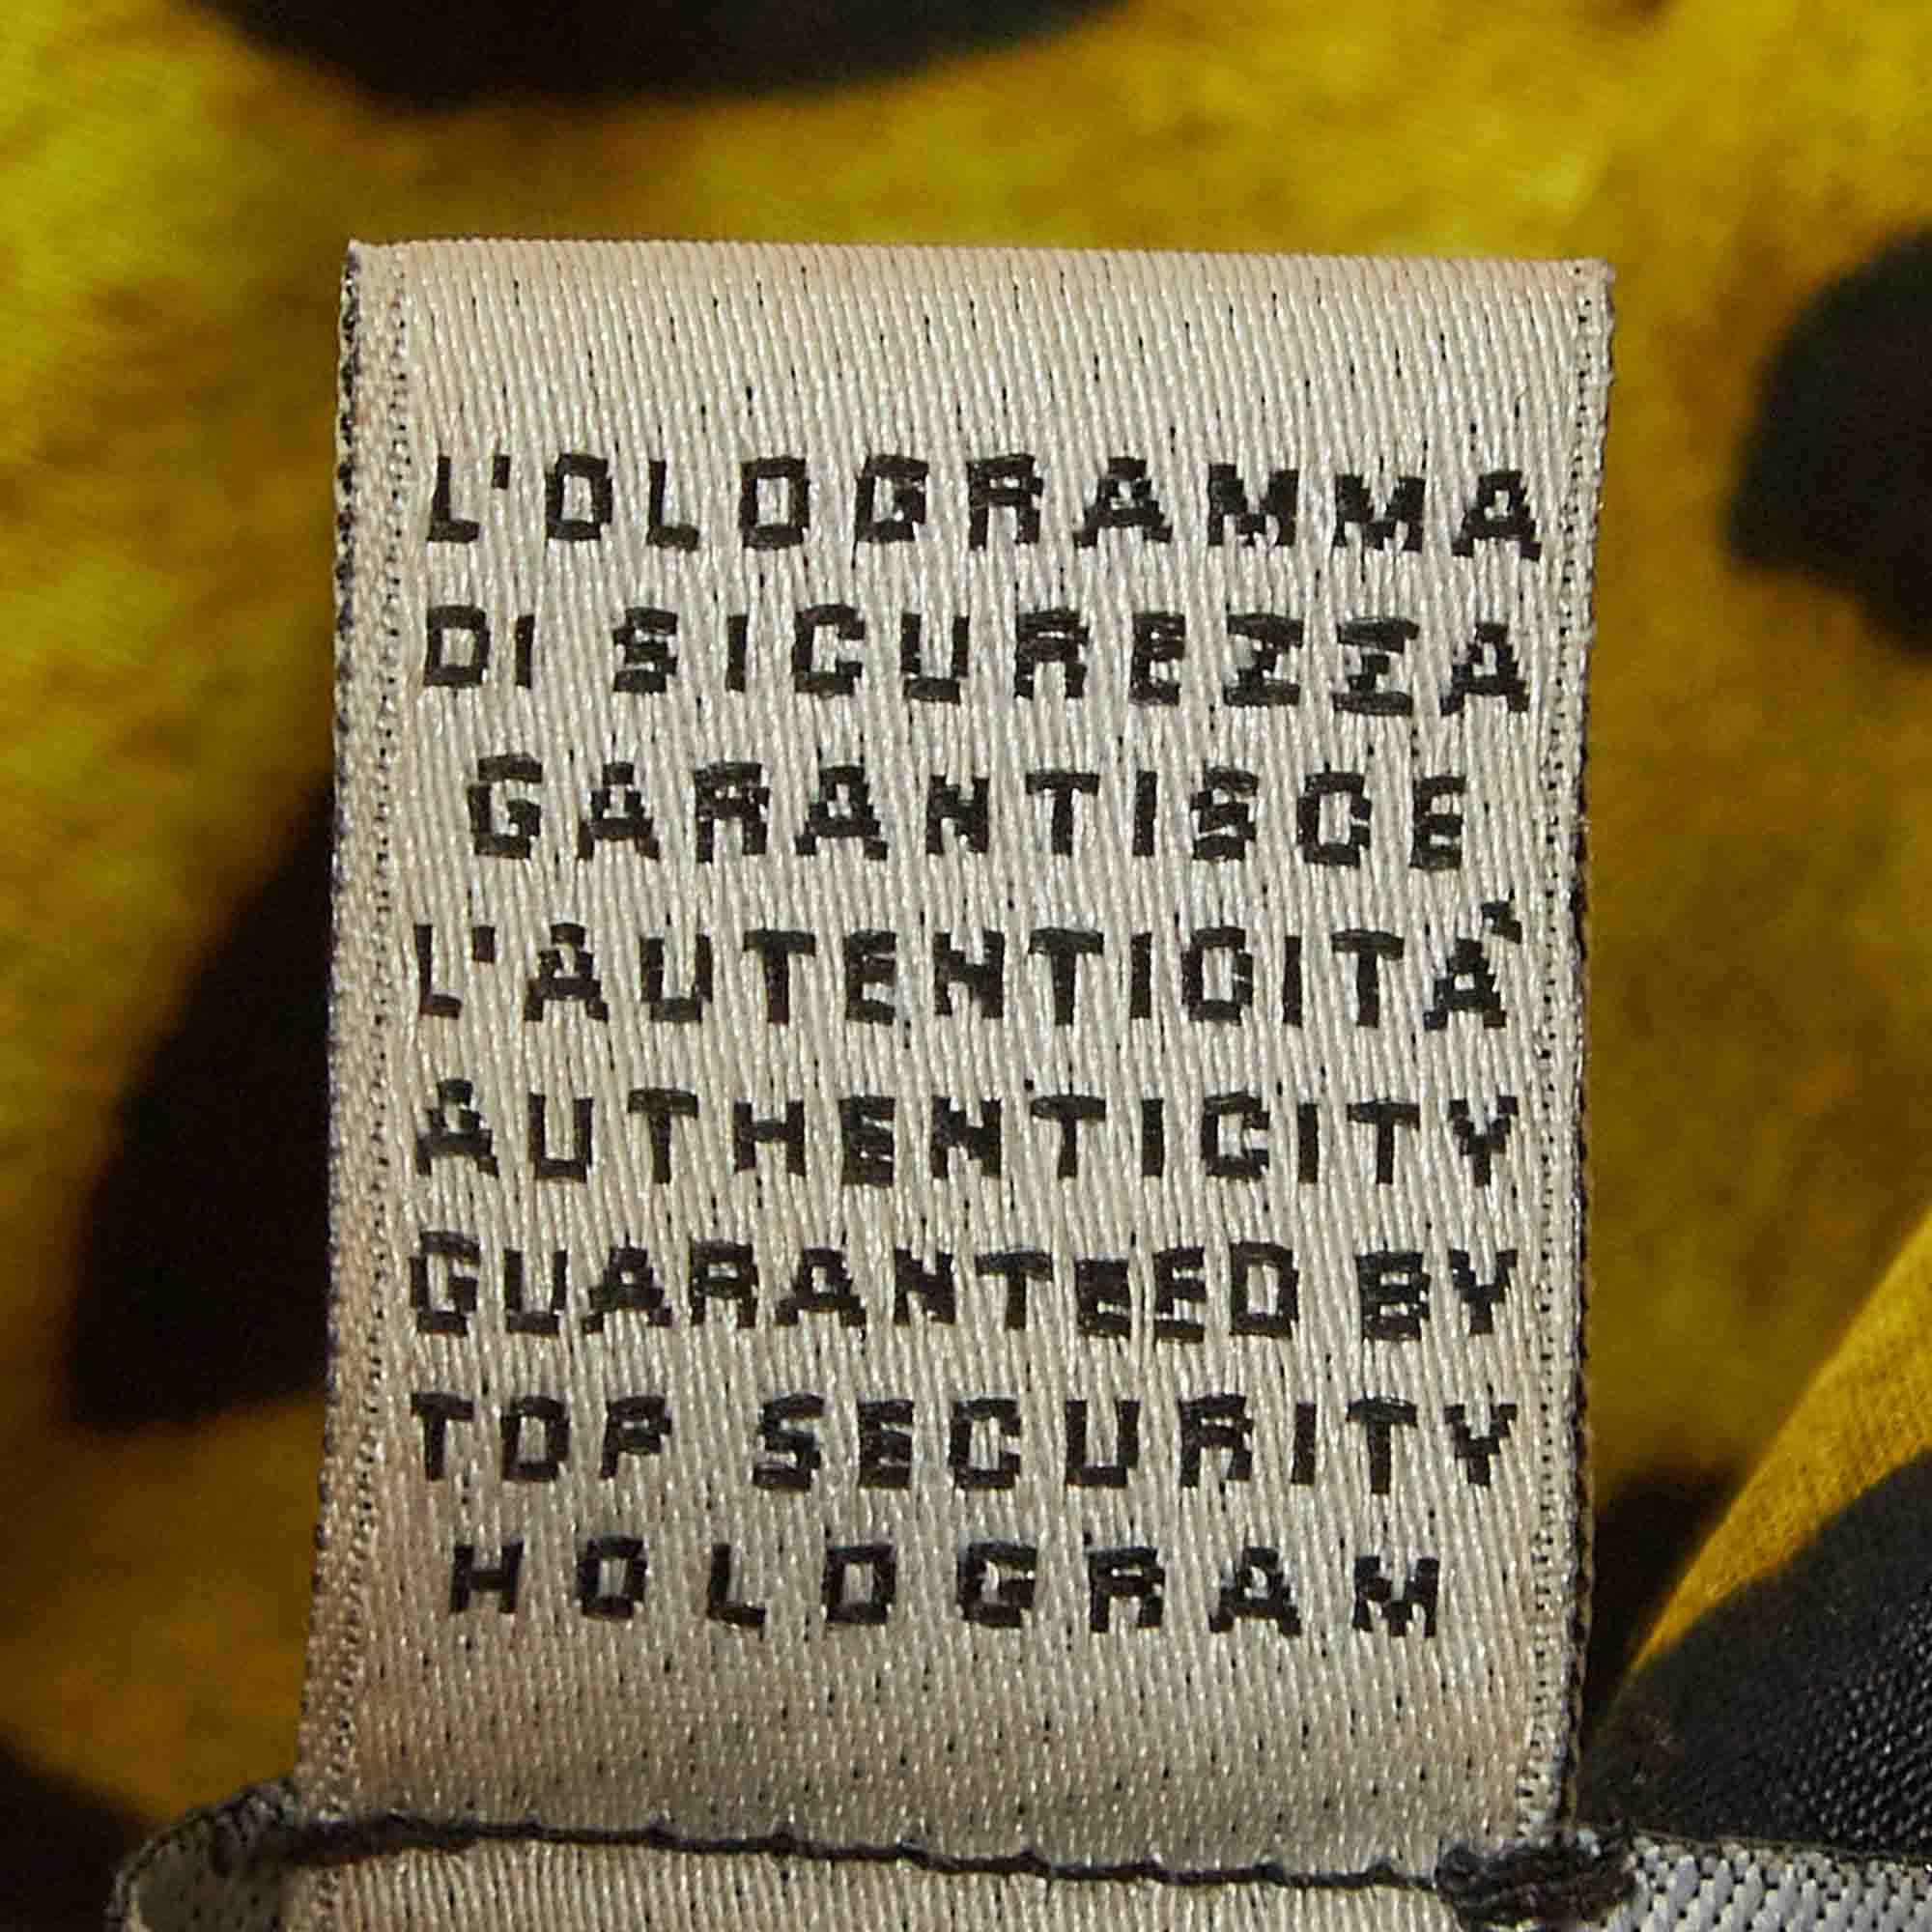 L'OLOGRAMMA
DI SICUREZZA
GARANTISCE
L'AUTENTICITÀ
AUTHENTICITY
GUARANTEED BY
TOP SECURITY
HOLOGRAM